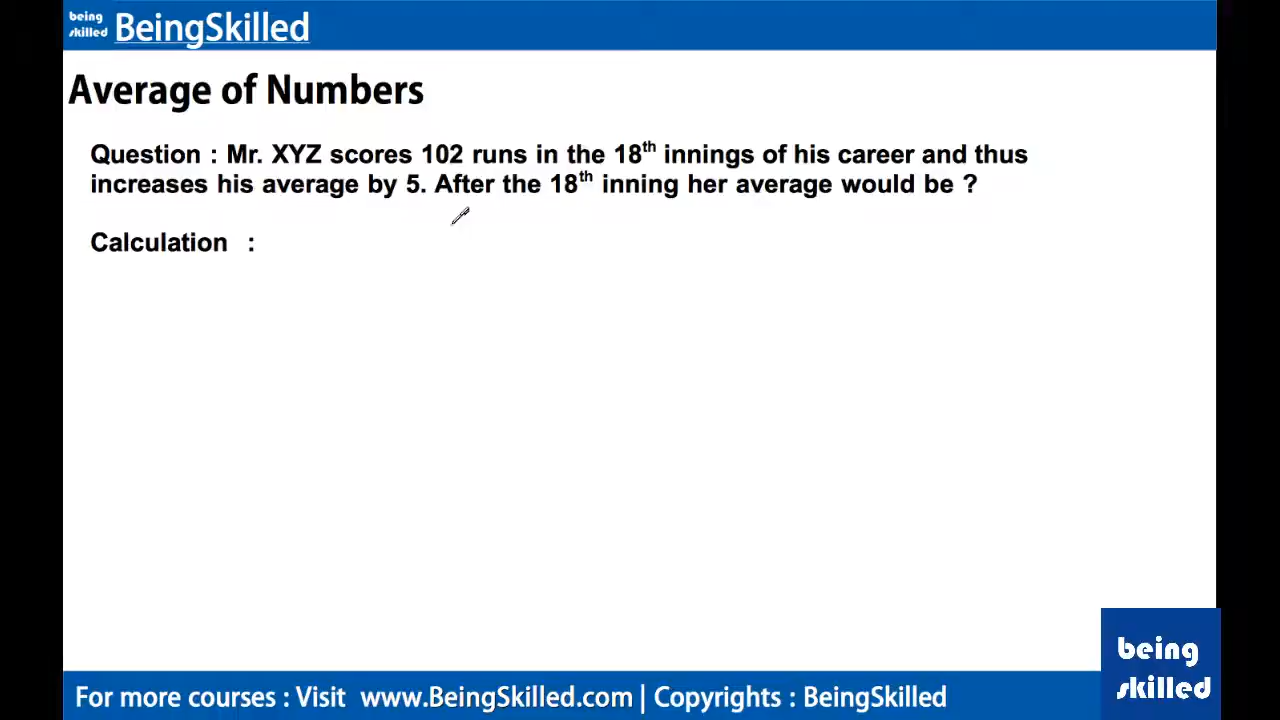 being
skilled
BeingSkilled
Average of Numbers
Question : Mr. XYZ scores 102 runs in the 18th innings of his career and thus
increases his average by 5. After the 18th inning her average would be ?
Calculation :
being
skilled
For more courses : Visit www.BeingSkilled.com | Copyrights : BeingSkilled